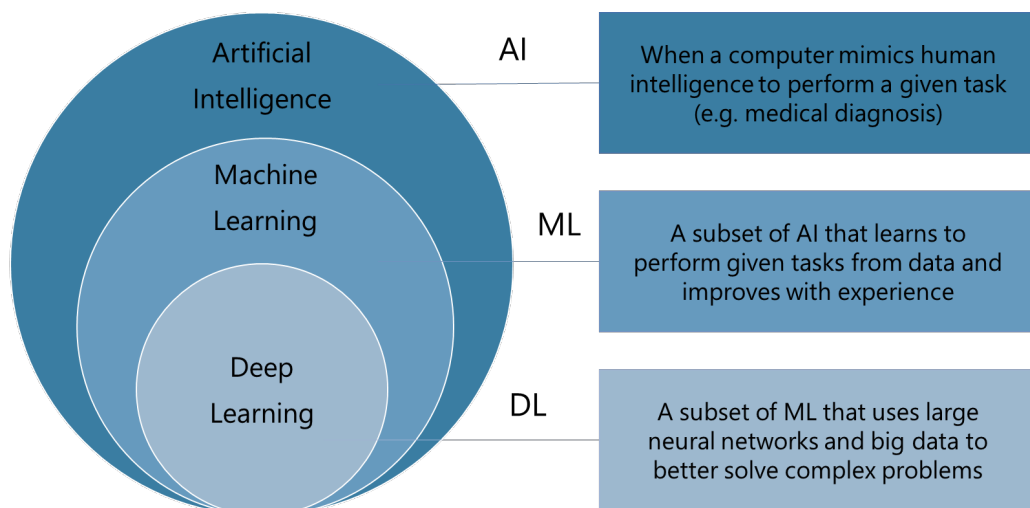 Artificial
Intelligence
AI
When a computer mimics human
intelligence to perform a given task
(e.g. medical diagnosis)
Machine
Learning
ML
A subset of AI that learns to
perform given tasks from data and
improves with experience
Deep
Learning
DL
A subset of ML that uses large
neural networks and big data to
better solve complex problems